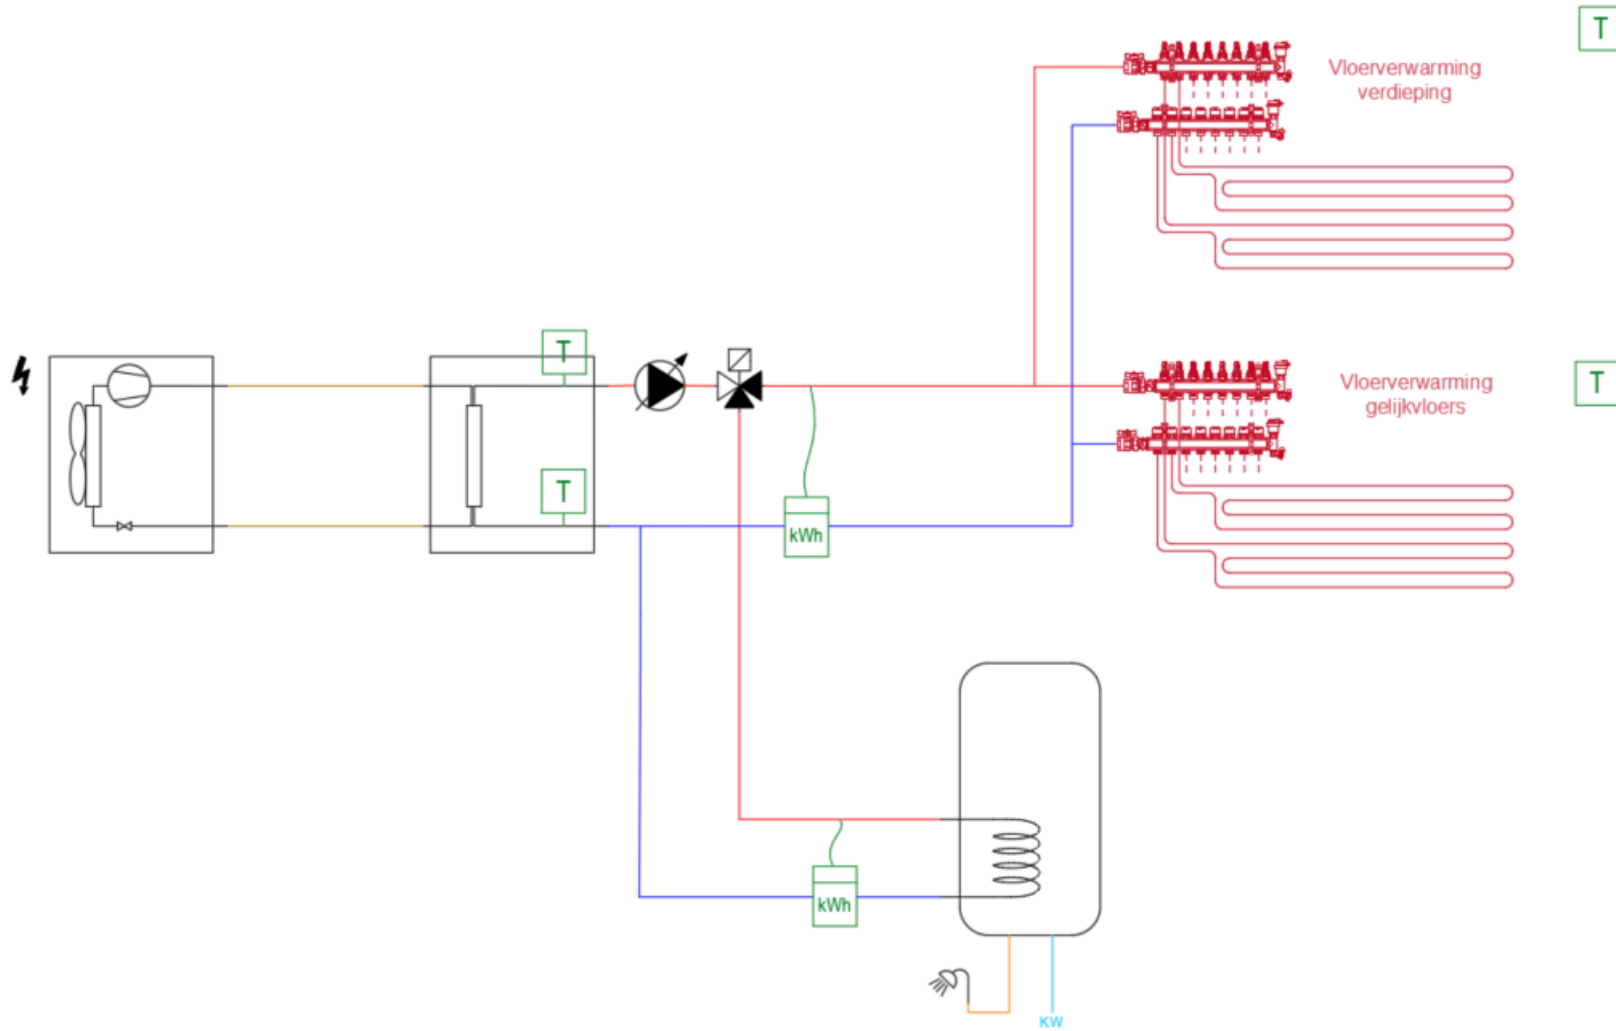 T
Vloerverwarming
verdieping
T
T
Vloerverwarming
gelijkvloers
T
kWh
kWh
KW